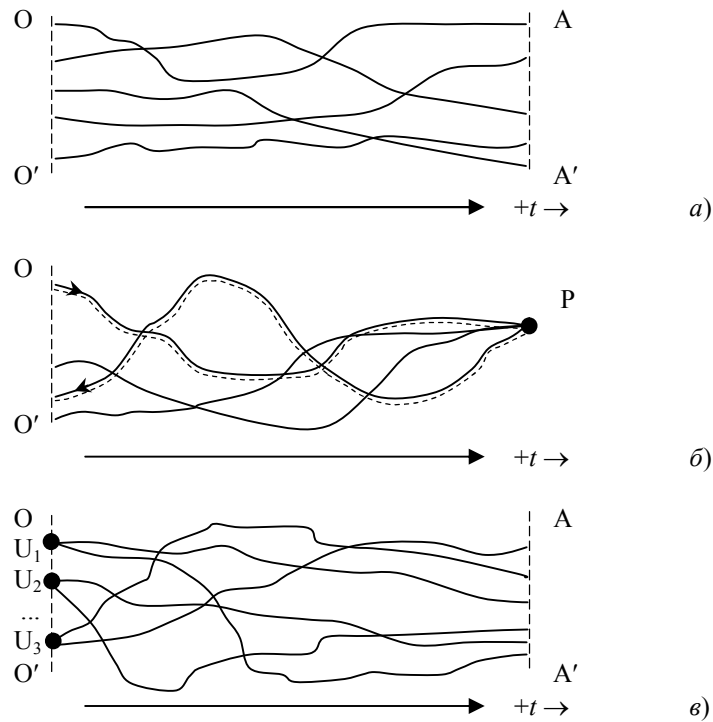 O A
O′ A′
+t → а)
O
P
O′
+t → б)
O A
U1
U2
...
U3
O′ A′
+t → в)